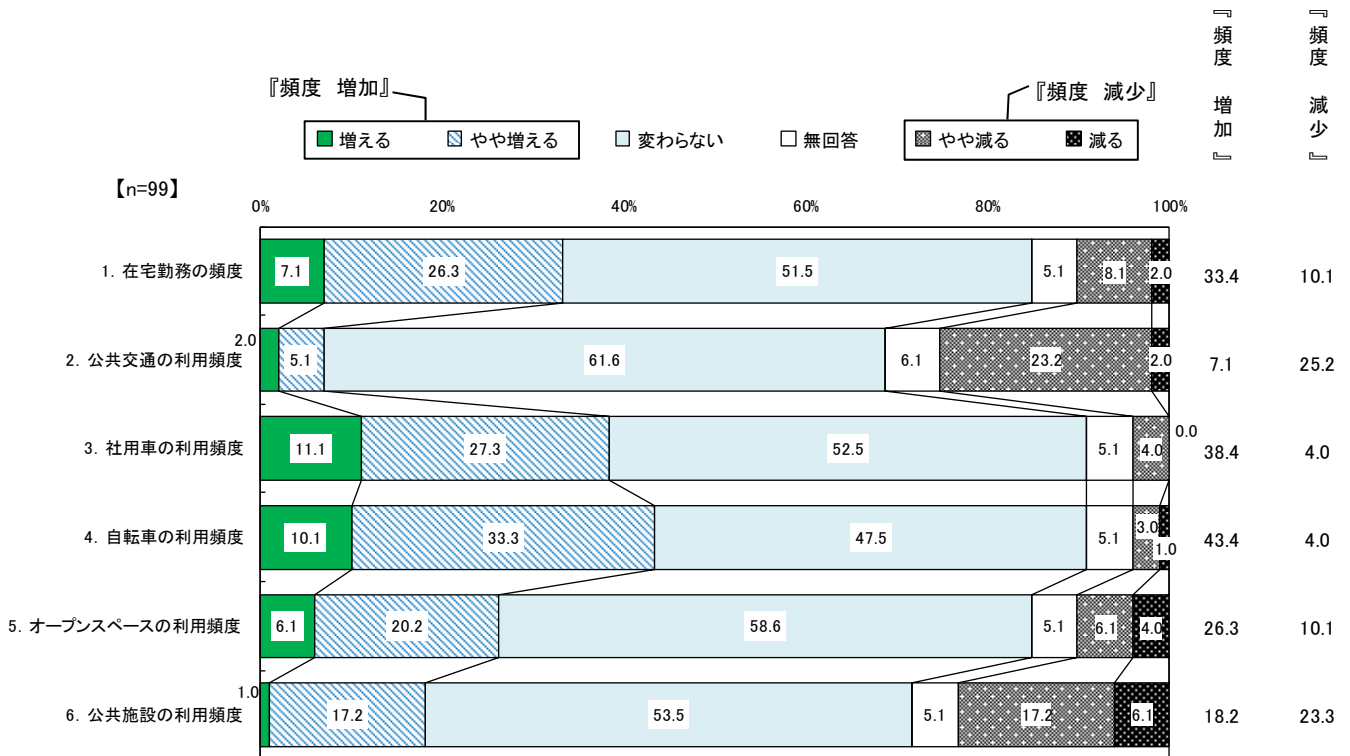 『頻度 増加』
『頻度 減少』
『頻度 増加』 『頻度 減少』
増える やや増える 変わらない 無回答 やや減る 減る
【n=99】
0% 20% 40% 60% 80% 100%
1. 在宅勤務の頻度 7.1 26.3 51.5 5.1 8.1 2.0 33.4 10.1
2. 公共交通の利用頻度 2.0 5.1 61.6 6.1 23.2 2.0 7.1 25.2
3. 社用車の利用頻度 11.1 27.3 52.5 5.1 4.0 0.0 38.4 4.0
4. 自転車の利用頻度 10.1 33.3 47.5 5.1 3.0 1.0 43.4 4.0
5. オープンスペースの利用頻度 6.1 20.2 58.6 5.1 6.1 4.0 26.3 10.1
6. 公共施設の利用頻度 1.0 17.2 53.5 5.1 17.2 6.1 18.2 23.3